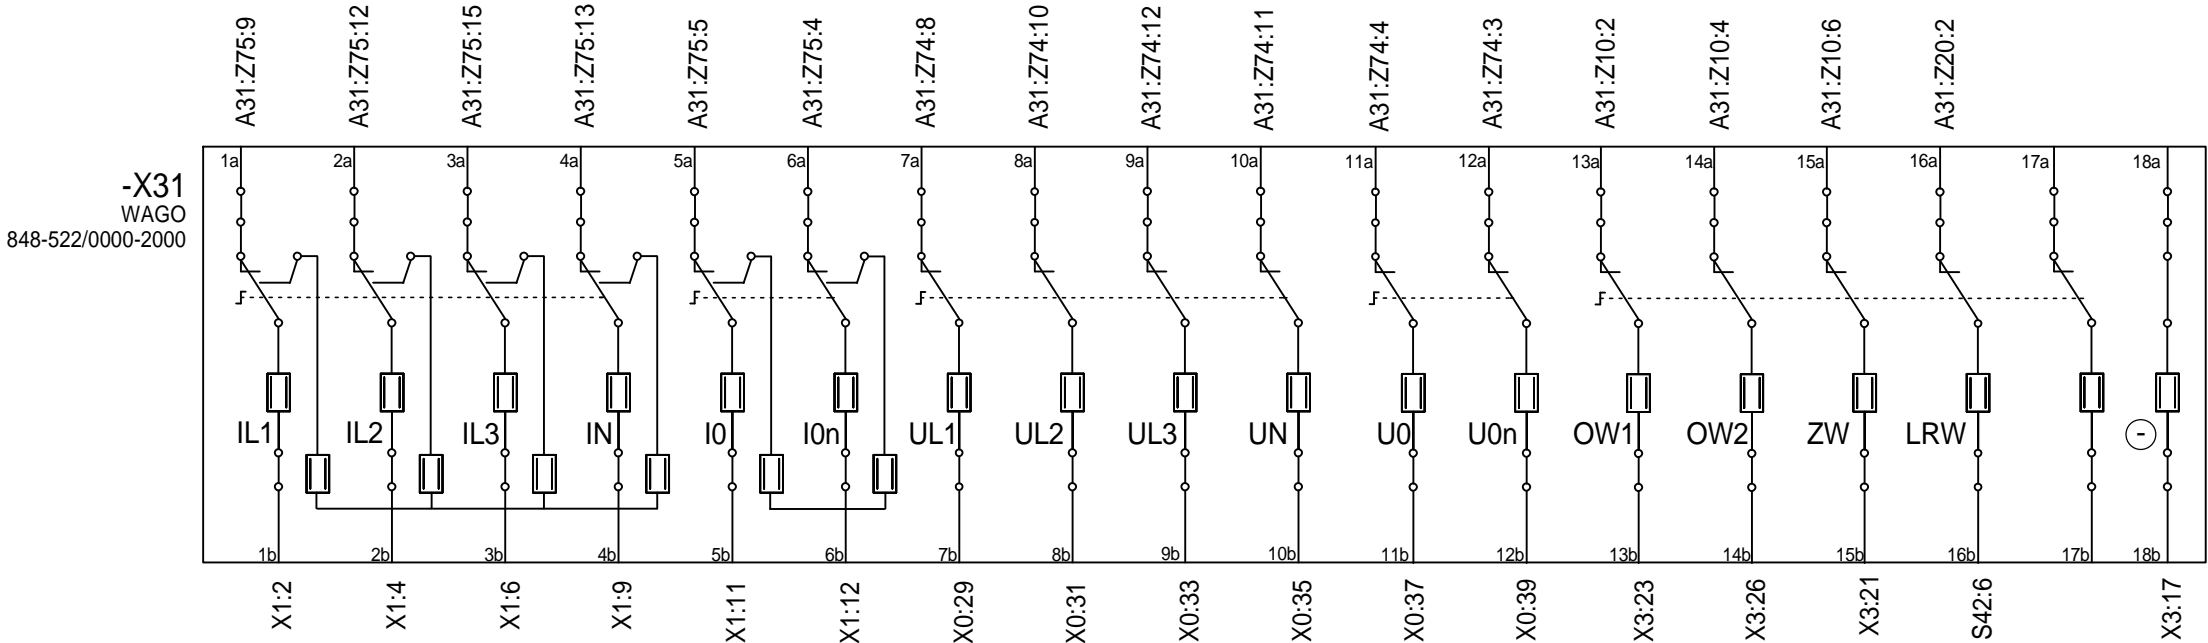 A31:Z75:9
A31:Z75:12
A31:Z75:15
A31:Z75:13
A31:Z75:5
A31:Z75:4
A31:Z74:8
A31:Z74:10
A31:Z74:12
A31:Z74:11
A31:Z74:4
A31:Z74:3
A31:Z10:2
A31:Z10:4
A31:Z10:6
A31:Z20:2
1a 2a 3a 4a 5a 6a 7a 8a 9a 10a 11a 12a 13a 14a 15a 16a 17a 18a
-X31
WAGO
848-522/0000-2000
IL1 IL2 IL3 IN I0 I0n UL1 UL2 UL3 UN U0 U0n OW1 OW2 ZW LRW -
1b 2b 3b 4b 5b 6b 7b 8b 9b 10b 11b 12b 13b 14b 15b 16b 17b 18b
X1:2
X1:4
X1:6
X1:9
X1:11
X1:12
X0:29
X0:31
X0:33
X0:35
X0:37
X0:39
X3:23
X3:26
X3:21
S42:6
X3:17